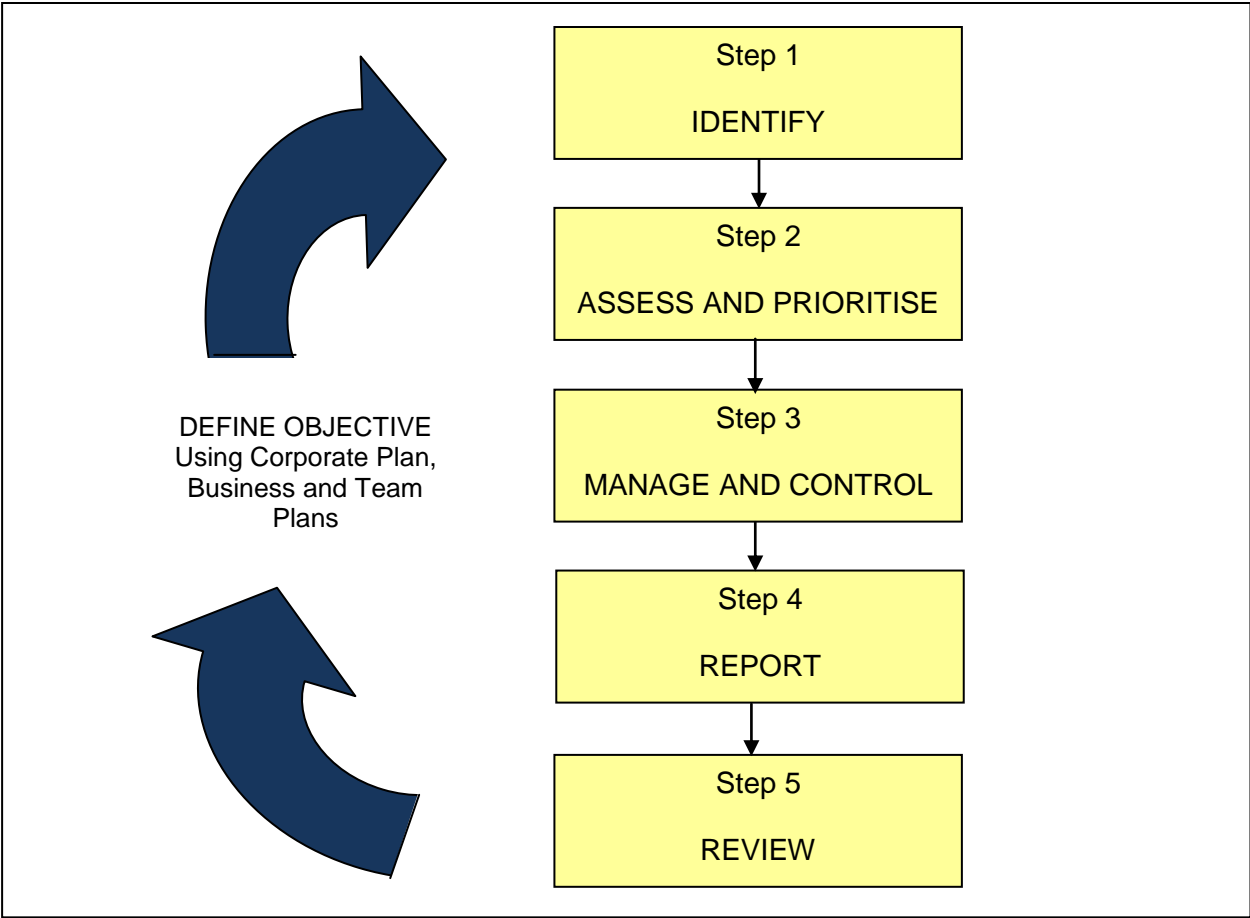 Step 1
IDENTIFY
Step 2
ASSESS AND PRIORITISE
Step 3
MANAGE AND CONTROL
Step 4
REPORT
Step 5
REVIEW
DEFINE OBJECTIVE
Using Corporate Plan,
Business and Team
Plans